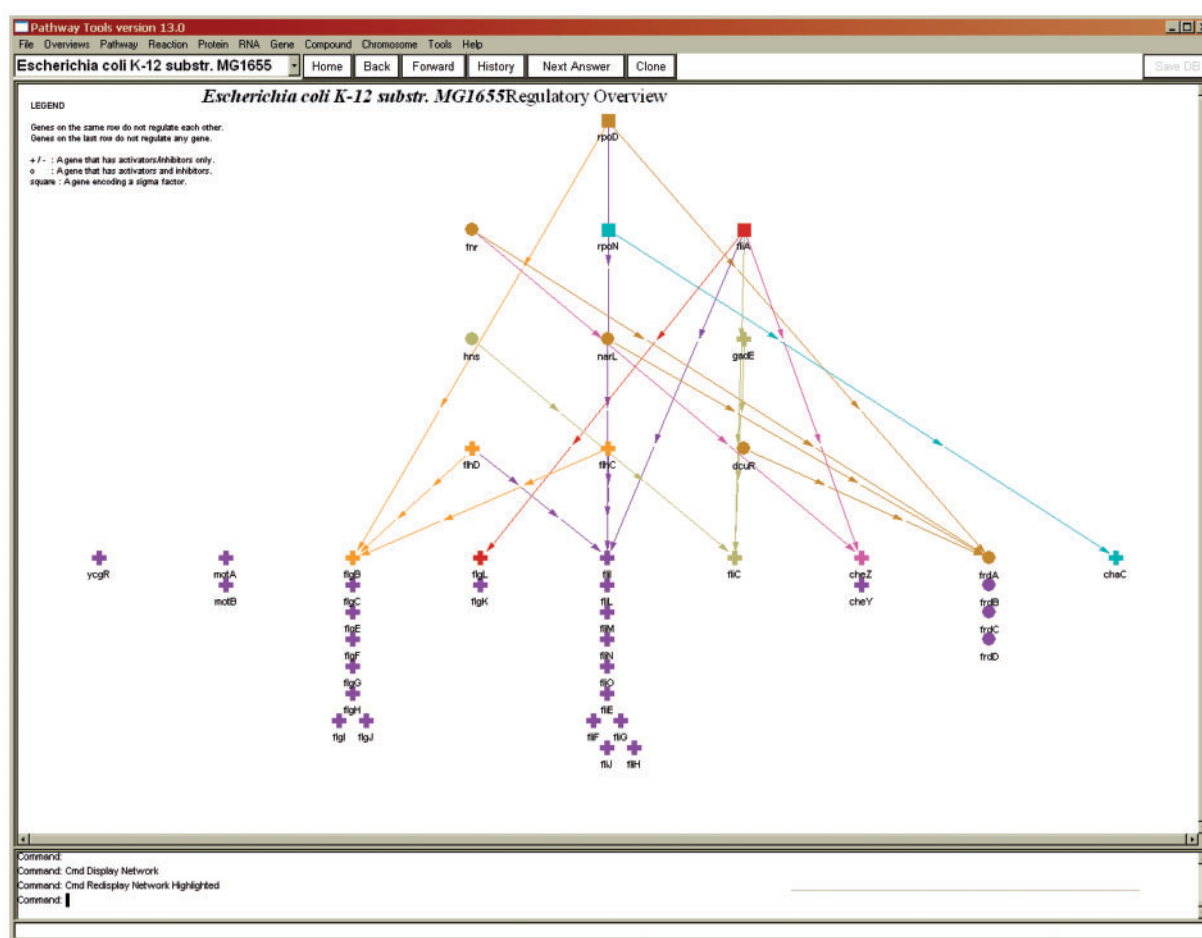 Pathway Tools version 13.0
File Overviews Pathway Reaction Protein RNA Gene Compound Chromosome Tools Help
Escherichia coli K-12 substr. MG1655 Home Back Forward History Next Answer Clone Save DB
Escherichia coli K-12 substr. MG1655Regulatory Overview
LEGEND
Genes on the same row do not regulate each other.
Genes on the last row do not regulate any gene.
+ / - : A gene that has activators/inhibitors only.
o : A gene that has activators and inhibitors.
square : A gene encoding a sigma factor.
rpoD
fnr rpoN fliA
hns narL gadE
flhD flhC dcuR
ycgR motA flgB flgL fliI fliC cheZ frdA chaC
motB flgC flgK fliL cheY frdB
flgE fliM frdC
flgF fliN frdD
flgG fliO
flgH fliE
flgI flgJ fliF fliG
fliJ fliH
Command:
Command: Cmd Display Network
Command: Cmd Redisplay Network Highlighted
Command: